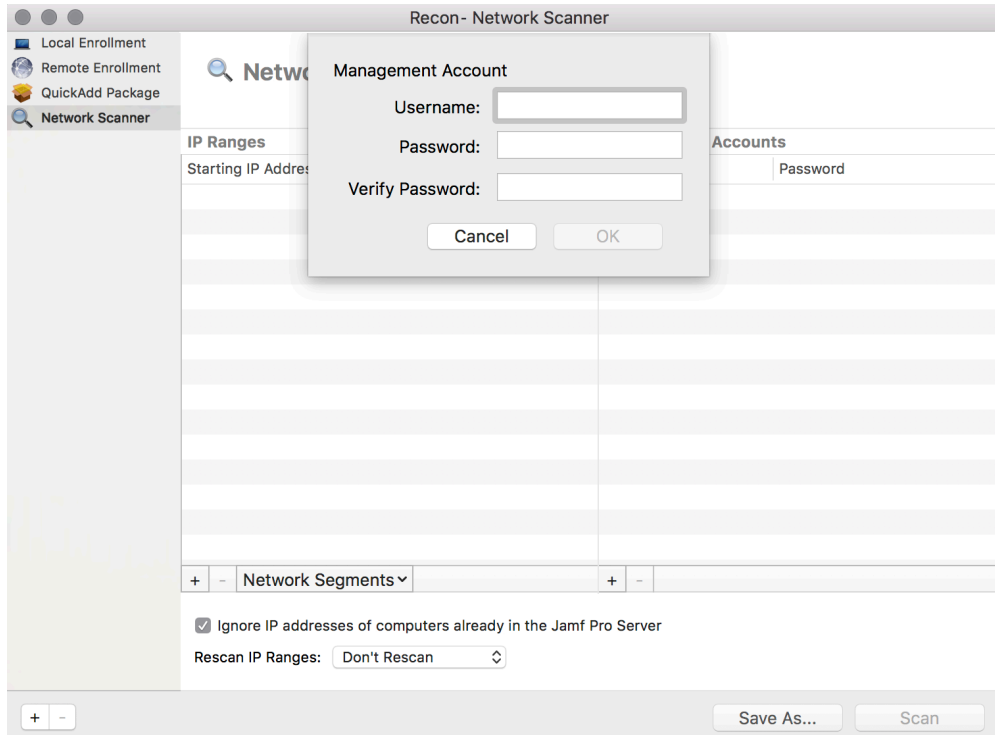 Recon- Network Scanner
Local Enrollment
Remote Enrollment
QuickAdd Package
Network Scanner
Management Account
Username:
Password:
Verify Password:
Cancel
OK
IP Ranges
Accounts
Starting IP Addres
Password
+ - Network Segments
+ -
Ignore IP addresses of computers already in the Jamf Pro Server
Rescan IP Ranges: Don't Rescan
+ -
Save As...
Scan